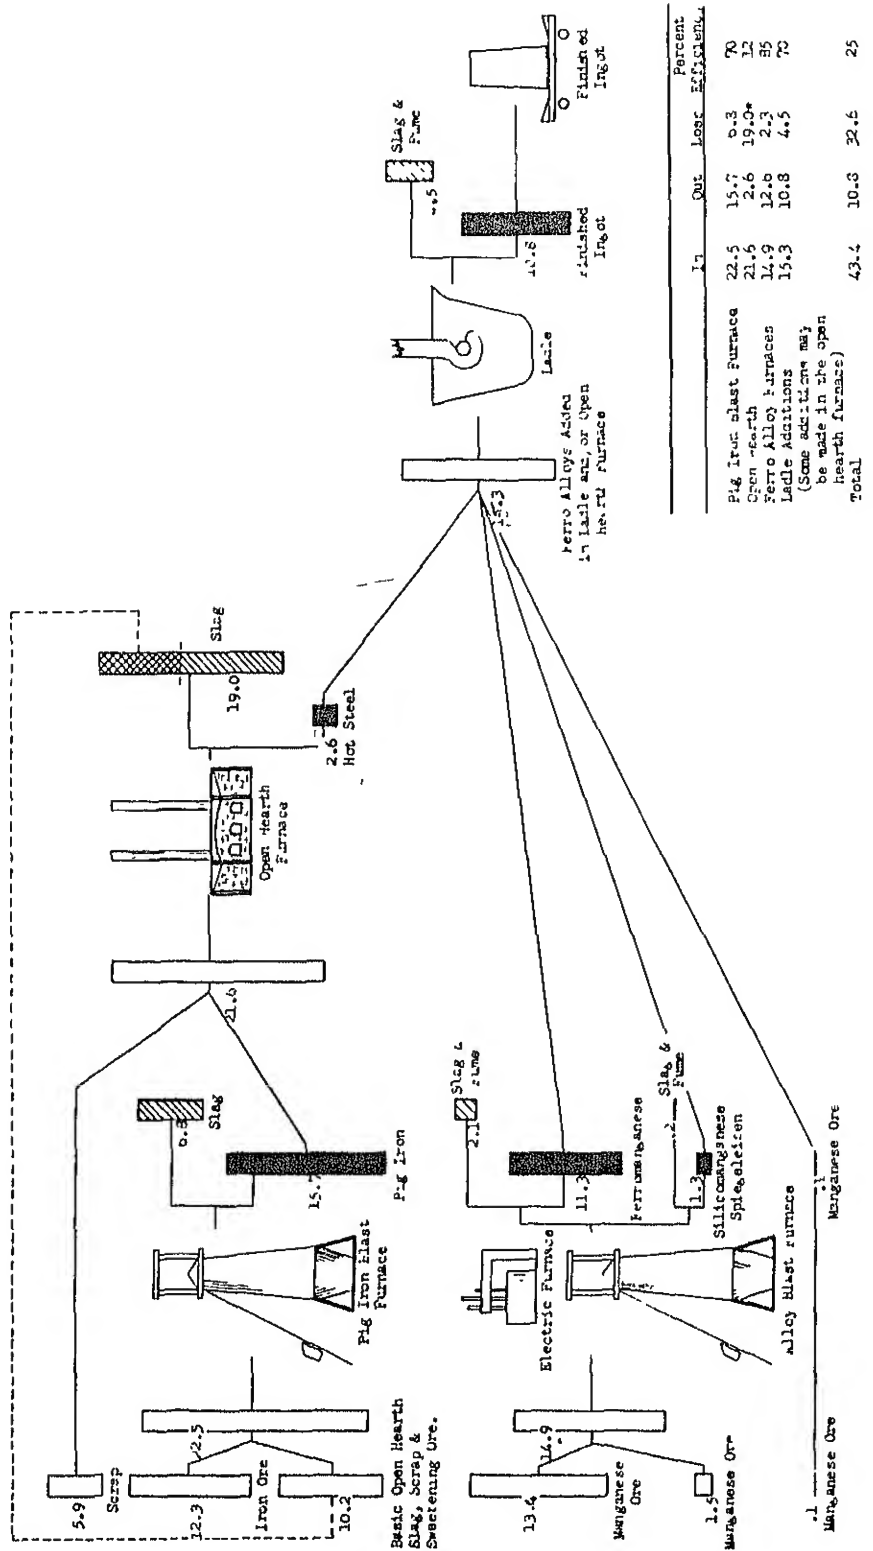 5.9
Scrap
12.3
Iron Ore
10.2
Basic Open Hearth
Slag, Scrap &
Sweetening Ore.
Pig Iron Blast
Furnace
Slag
15.7
Pig Iron
21.6
Open Hearth
Furnace
19.0
Slag
2.6
Hot Steel
13.4
Manganese
Ore
1.5
Manganese Ore
.1
Manganese Ore
14.9
Electric Furnace
Alloy Blast Furnace
2.1
Slag &
Fume
11.3
Ferromanganese
.2
Slag &
Fume
1.3
Silicomanganese
Spiegeleisen
.1
Manganese Ore
15.3
Ferro Alloys Added
in Ladle and/or Open
hearth Furnace
Ladle
Slag &
Fume
10.8
Finished
Ingot
Finished
Ingot
In Out Lost Percent
Efficiency
Pig Iron Blast Furnace 22.5 15.7 6.8 70
Open Hearth 21.6 2.6 19.0* 12
Ferro Alloy Furnaces 14.9 12.6 2.3 85
Ladle Additions 15.3 10.8 4.5 70
(Some additions may
be made in the open
hearth furnace)
Total 43.4 10.8 32.6 25